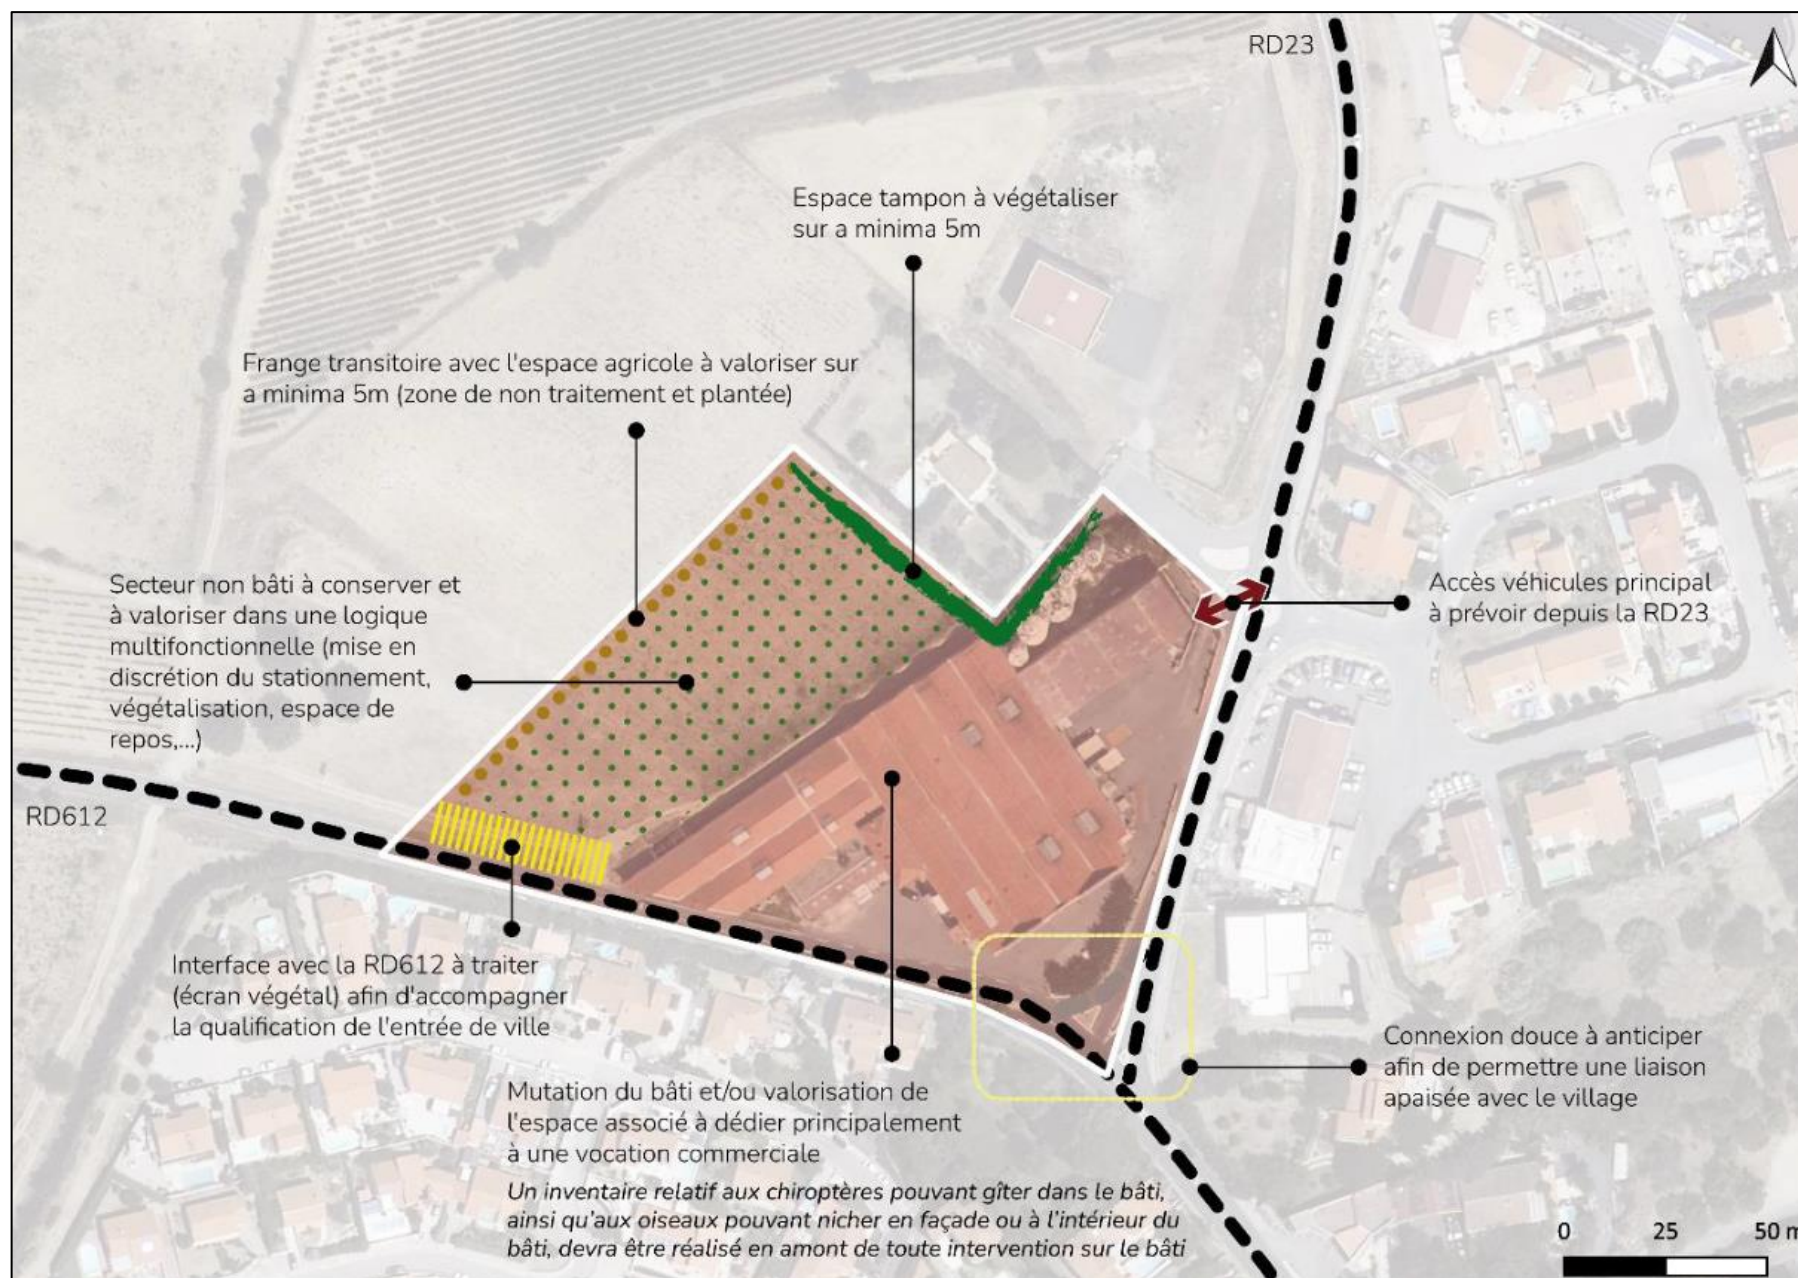 RD23
Espace tampon à végétaliser
sur a minima 5m
Frange transitoire avec l'espace agricole à valoriser sur
a minima 5m (zone de non traitement et plantée)
Secteur non bâti à conserver et
à valoriser dans une logique
multifonctionnelle (mise en
discrétion du stationnement,
végétalisation, espace de
repos,...)
Accès véhicules principal
à prévoir depuis la RD23
RD612
Interface avec la RD612 à traiter
(écran végétal) afin d'accompagner
la qualification de l'entrée de ville
Connexion douce à anticiper
afin de permettre une liaison
apaisée avec le village
Mutation du bâti et/ou valorisation de
l'espace associé à dédier principalement
à une vocation commerciale
Un inventaire relatif aux chiroptères pouvant gîter dans le bâti,
ainsi qu'aux oiseaux pouvant nicher en façade ou à l'intérieur du
bâti, devra être réalisé en amont de toute intervention sur le bâti
0 25 50 m